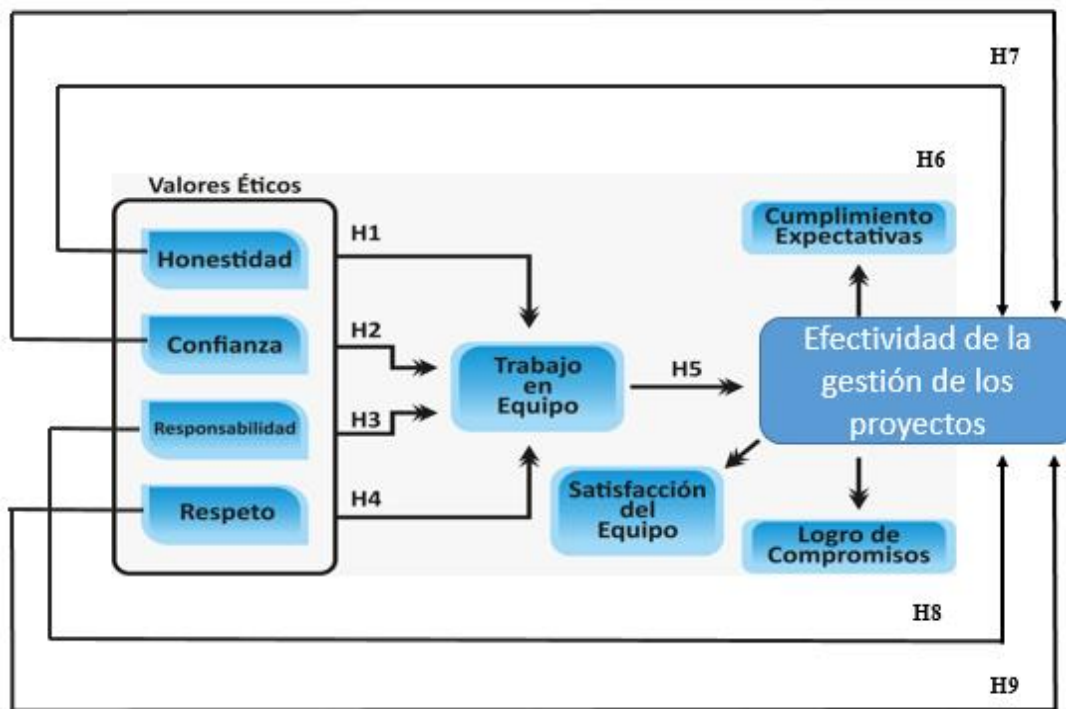 H7
H6
Valores Éticos
Honestidad
Confianza
Responsabilidad
Respeto
H1
H2
H3
H4
Trabajo
en
Equipo
H5
Cumplimiento
Expectativas
Efectividad de la
gestión de los
proyectos
Satisfacción
del
Equipo
Logro de
Compromisos
H8
H9